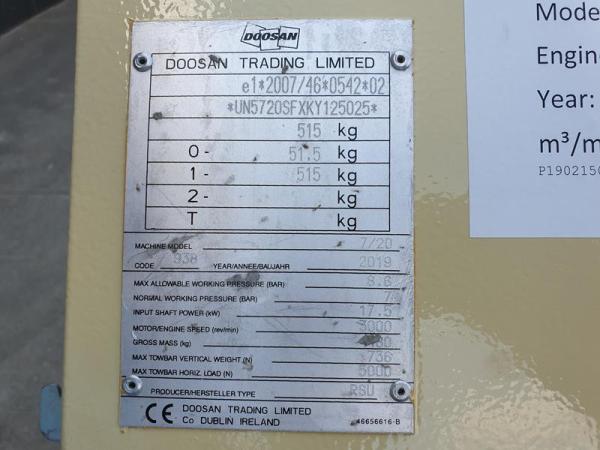 DOOSAN
DOOSAN TRADING LIMITED
e1*2007/46*0542*02
*UN5720SFXKY125025*
515 kg
0- 51.5 kg
1- 515 kg
2- kg
T kg
MACHINE MODEL 7/20
CODE 938 YEAR/ANNEE/BAUJAHR 2019
MAX ALLOWABLE WORKING PRESSURE (BAR) 8.6
NORMAL WORKING PRESSURE (BAR) 7
INPUT SHAFT POWER (kW) 17.5
MOTOR/ENGINE SPEED (rev/min) 3000
GROSS MASS (kg)
MAX TOWBAR VERTICAL WEIGHT (N) 736
MAX TOWBAR HORIZ. LOAD (N) 5000
PRODUCER/HERSTELLER TYPE RSU
CE DOOSAN TRADING LIMITED
Co DUBLIN IRELAND 46656616-B
Mode
Engin
Year:
m³/m
P190215